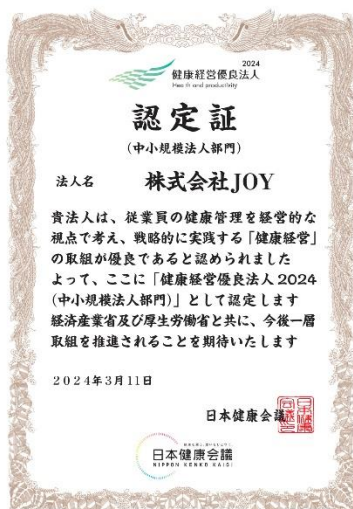 2024
健康経営優良法人
Health and productivity
認定証
(中小規模法人部門)
法人名 株式会社JOY
貴法人は、従業員の健康管理を経営的な
視点で考え、戦略的に実践する「健康経営」
の取組が優良であると認められました
よって、ここに「健康経営優良法人2024
(中小規模法人部門)」として認定します
経済産業省及び厚生労働省と共に、今後一層
取組を推進されることを期待いたします
2024年3月11日
日本健康会議
日本健康会議
NIPPON KENKO KAIGI